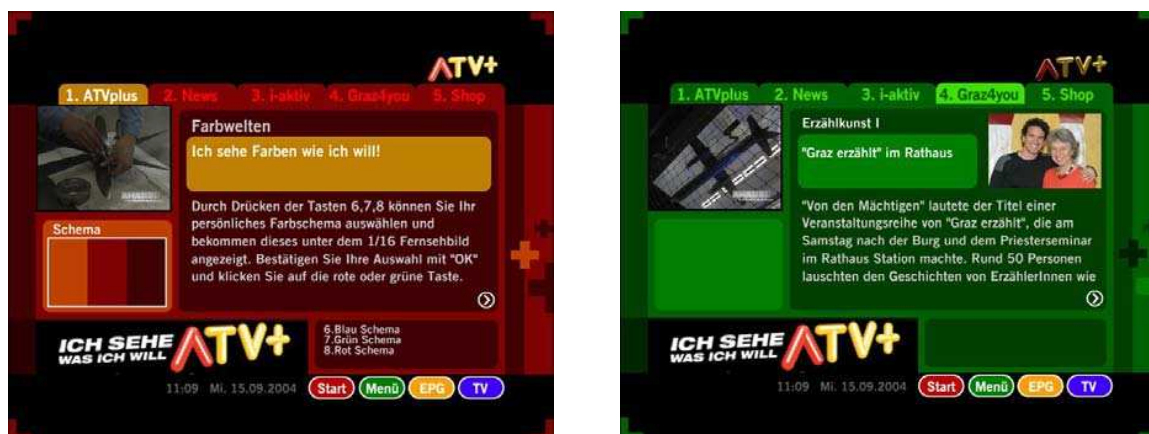 ATV+
1. ATVplus 2. News 3. i-aktiv 4. Graz4you 5. Shop
Farbwelten
Ich sehe Farben wie ich will!
Durch Drücken der Tasten 6,7,8 können Sie Ihr
persönliches Farbschema auswählen und
bekommen dieses unter dem 1/16 Fernsehbild
angezeigt. Bestätigen Sie Ihre Auswahl mit "OK"
und klicken Sie auf die rote oder grüne Taste.
Schema
ICH SEHE
WAS ICH WILL
ATV+
6.Blau Schema
7.Grün Schema
8.Rot Schema
11:09 Mi. 15.09.2004 Start Menü EPG TV
ATV+
1. ATVplus 2. News 3. i-aktiv 4. Graz4you 5. Shop
Erzählkunst I
"Graz erzählt" im Rathaus
"Von den Mächtigen" lautete der Titel einer
Veranstaltungsreihe von "Graz erzählt", die am
Samstag nach der Burg und dem Priesterseminar
im Rathaus Station machte. Rund 50 Personen
lauschten den Geschichten von ErzählerInnen wie
ICH SEHE
WAS ICH WILL
ATV+
11:09 Mi. 15.09.2004 Start Menü EPG TV